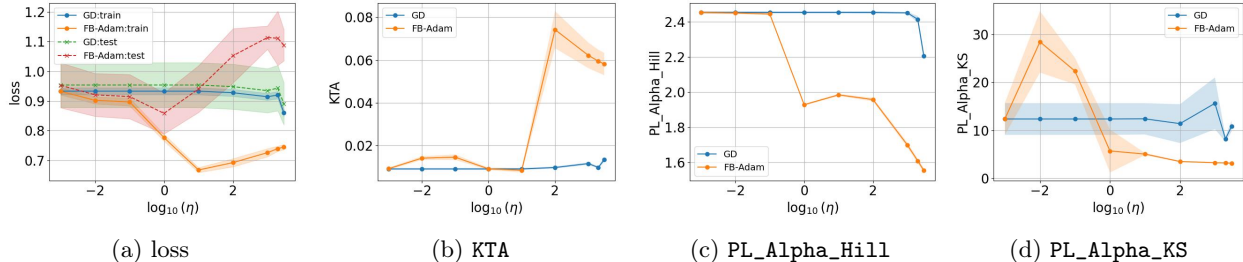 GD:train
FB-Adam:train
GD:test
FB-Adam:test
1.2
1.1
1.0
0.9
0.8
0.7
loss
−2 0 2
log10 (η)
(a) loss
GD
FB-Adam
0.08
0.06
0.04
0.02
KTA
−2 0 2
log10 (η)
(b) KTA
2.4
2.2
2.0
1.8
1.6
PL_Alpha_Hill
GD
FB-Adam
−2 0 2
log10 (η)
(c) PL_Alpha_Hill
GD
FB-Adam
30
20
10
0
PL_Alpha_KS
−2 0 2
log10 (η)
(d) PL_Alpha_KS